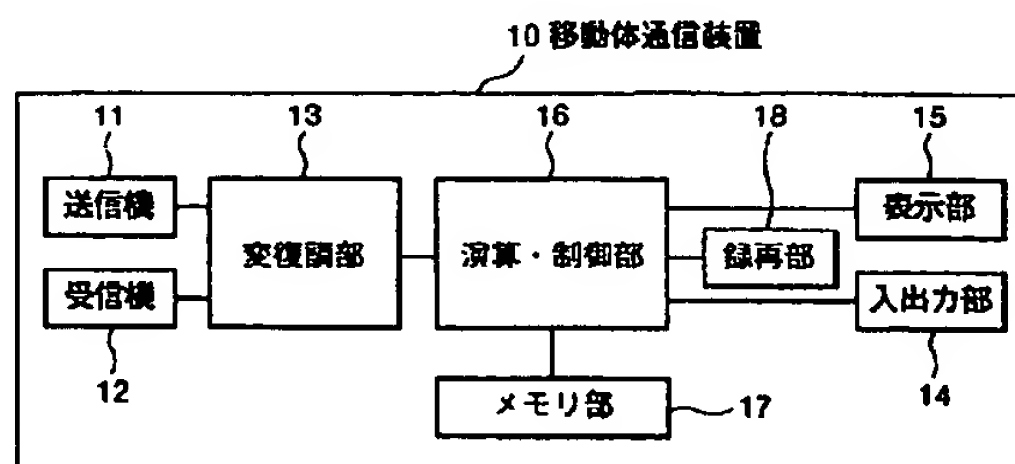 10 移動体通信装置
11
13
16
18
15
送信機
変復調部
演算・制御部
録再部
表示部
受信機
入出力部
12
メモリ部
17
14